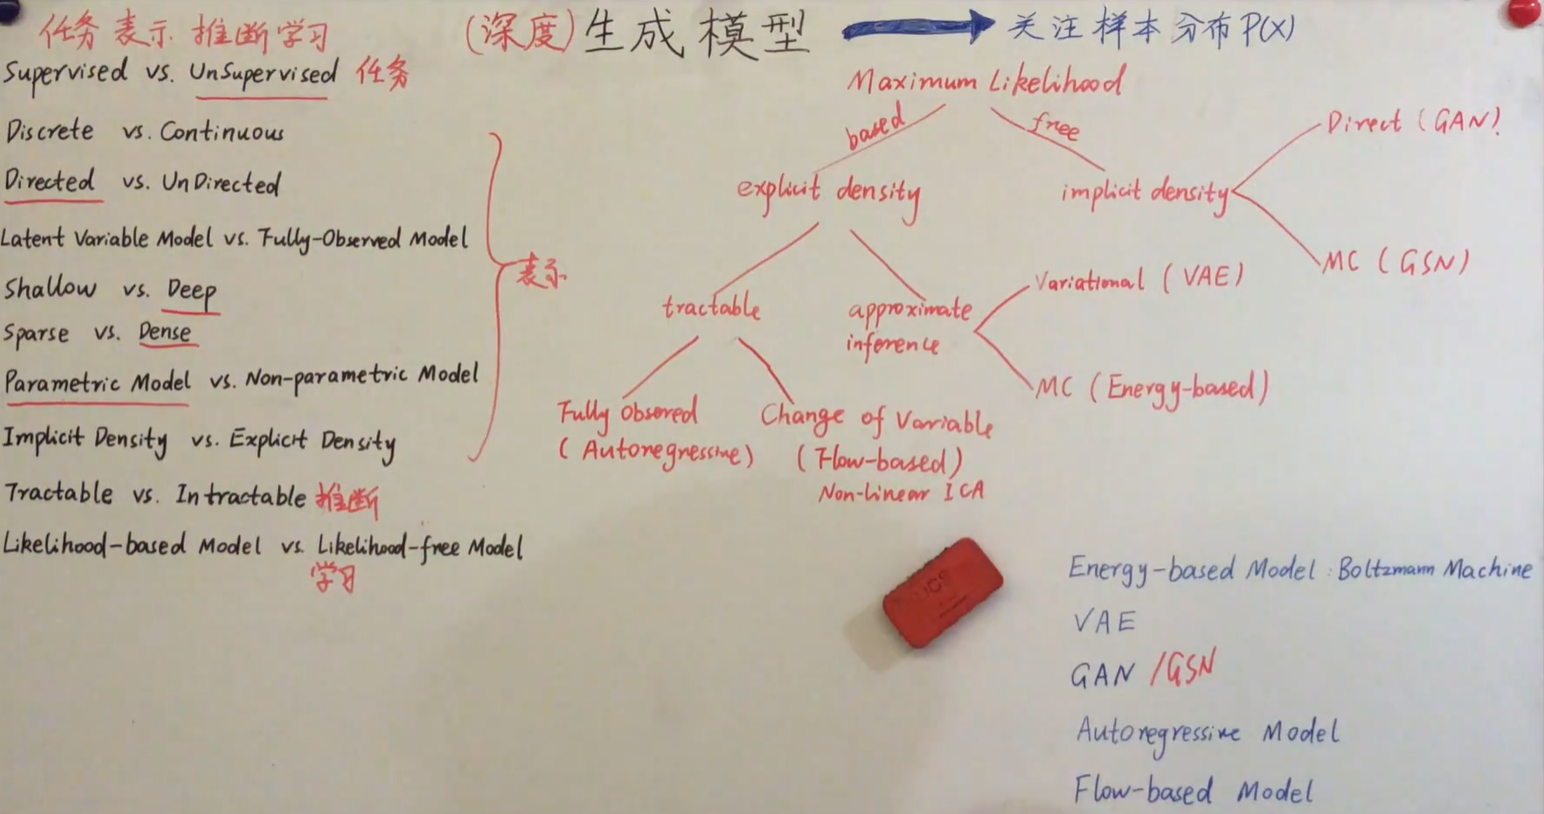 任务 表示 推断 学习
(深度)生成模型
关注样本分布P(X)
Supervised vs. UnSupervised 任务
Discrete vs. Continuous
Directed vs. UnDirected
Latent Variable Model vs. Fully-Observed Model
Shallow vs. Deep
Sparse vs. Dense
Parametric Model vs. Non-parametric Model
Implicit Density vs. Explicit Density
表示
Tractable vs. Intractable 推断
Likelihood-based Model vs. Likelihood-free Model
学习
Maximum Likelihood
based
free
explicit density
implicit density
Direct (GAN)
MC (GSN)
tractable
approximate
inference
Variational (VAE)
MC (Energy-based)
Fully Obsered
(Autoregressive)
Change of Variable
(Flow-based)
Non-linear ICA
Energy-based Model: Boltzmann Machine
VAE
GAN /GSN
Autoregressive Model
Flow-based Model